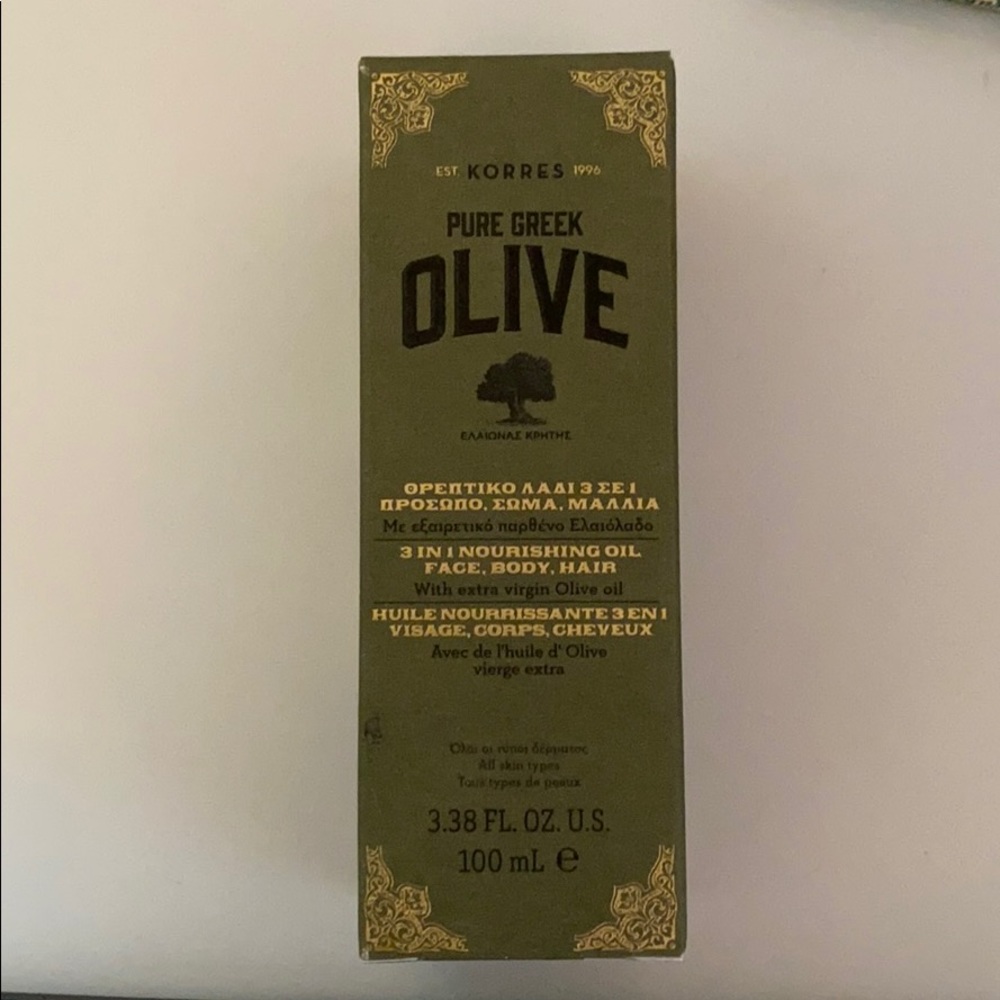 EST. KORRES 1996
PURE GREEK
OLIVE
ΕΛΑΙΩΝΑΣ ΚΡΗΤΗΣ
ΘΡΕΠΤΙΚΟ ΛΑΔΙ 3 ΣΕ 1
ΠΡΟΣΩΠΟ, ΣΩΜΑ, ΜΑΛΛΙΑ
Με εξαιρετικό παρθένο Ελαιόλαδο
3 IN 1 NOURISHING OIL
FACE, BODY, HAIR
With extra virgin Olive oil
HUILE NOURRISSANTE 3 EN 1
VISAGE, CORPS, CHEVEUX
Avec de l'huile d' Olive
vierge extra
Όλοι οι τύποι δέρματος
All skin types
Tous types de peaux
3.38 FL. OZ. U.S.
100 mL ℮